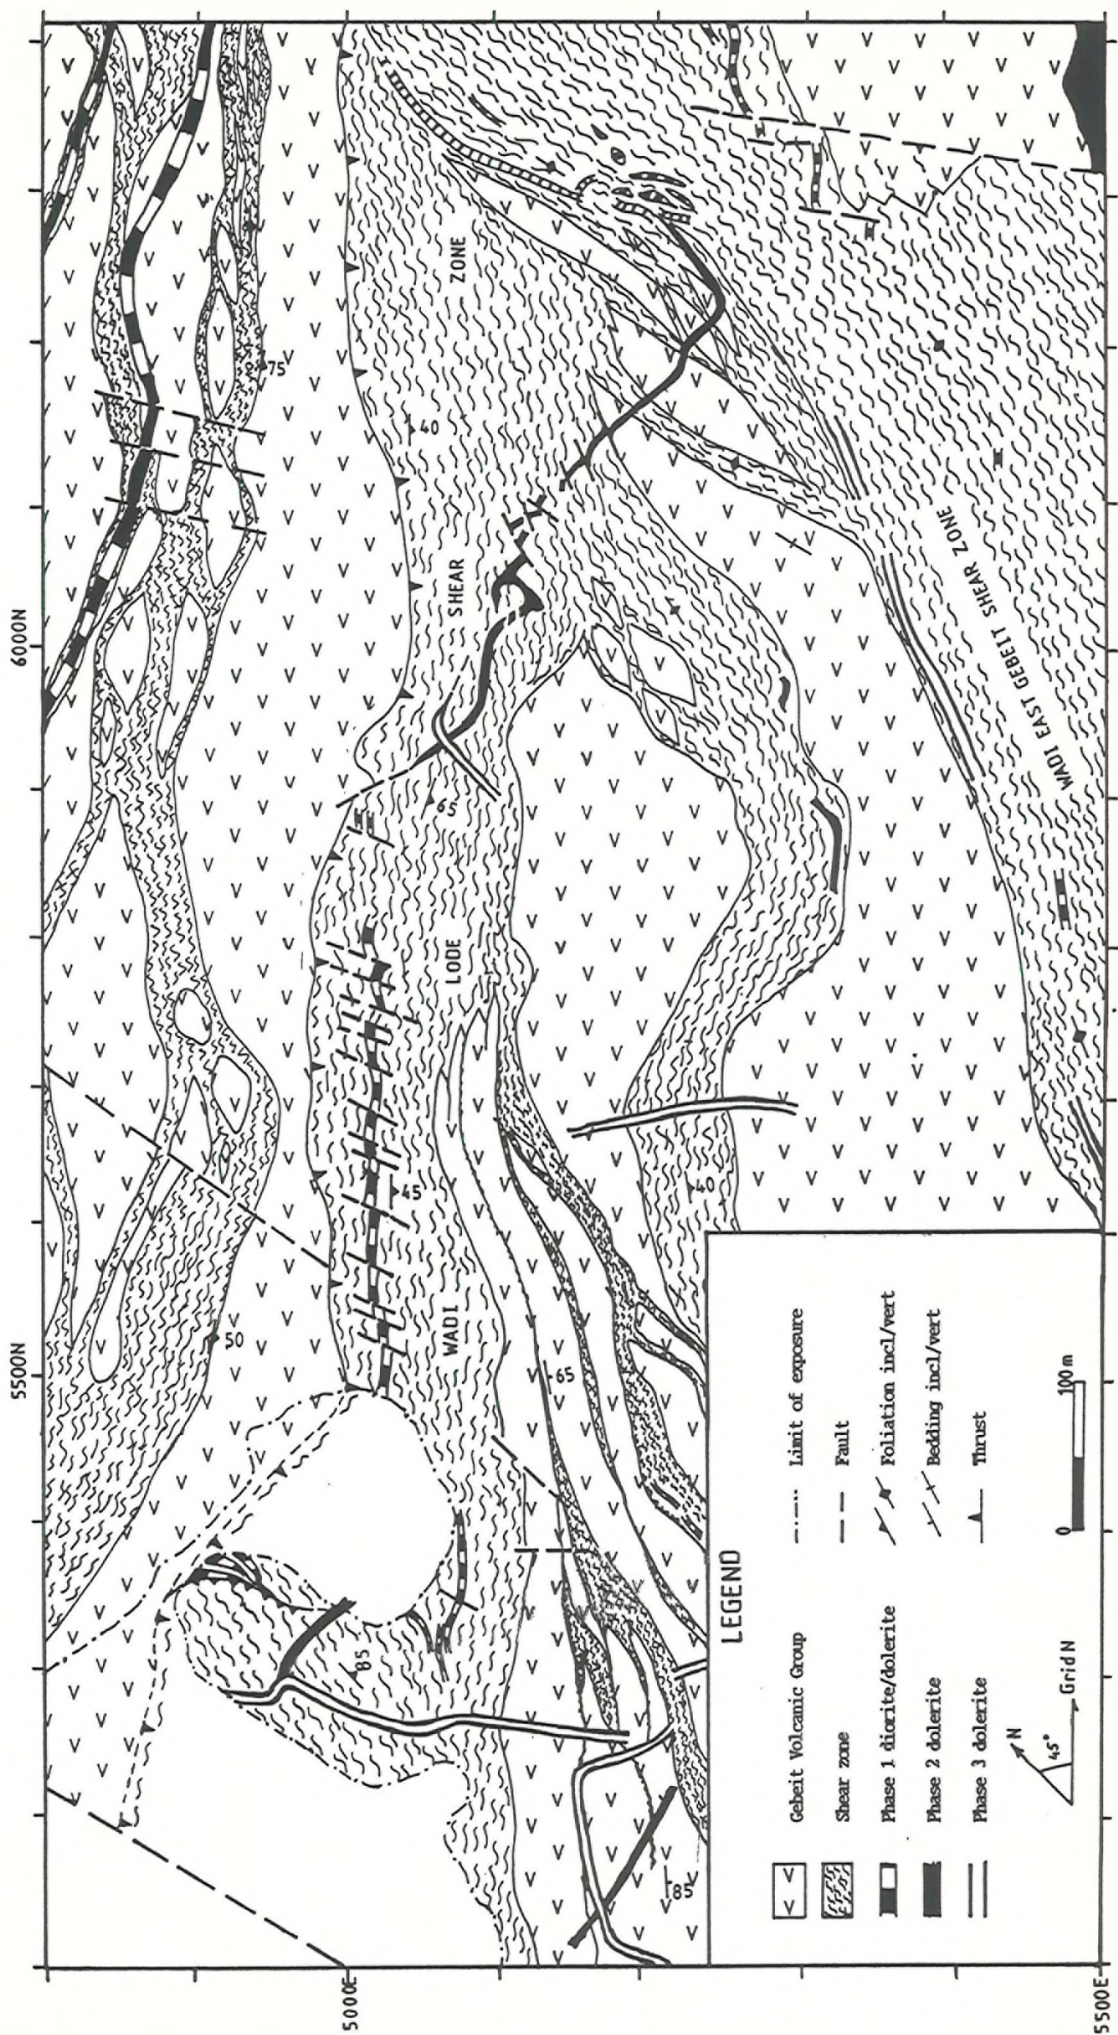 6000N
5500N
5000E
5500E
WADI LODE SHEAR ZONE
WADI EAST GEBELT SHEAR ZONE
75
40
65
45
50
40
65
85
85
LEGEND
Gebeit Volcanic Group
Shear zone
Phase 1 diorite/dolerite
Phase 2 dolerite
Phase 3 dolerite
Limit of exposure
Fault
Foliation incl/vert
Bedding incl/vert
Thrust
N
45°
Grid N
0 100m